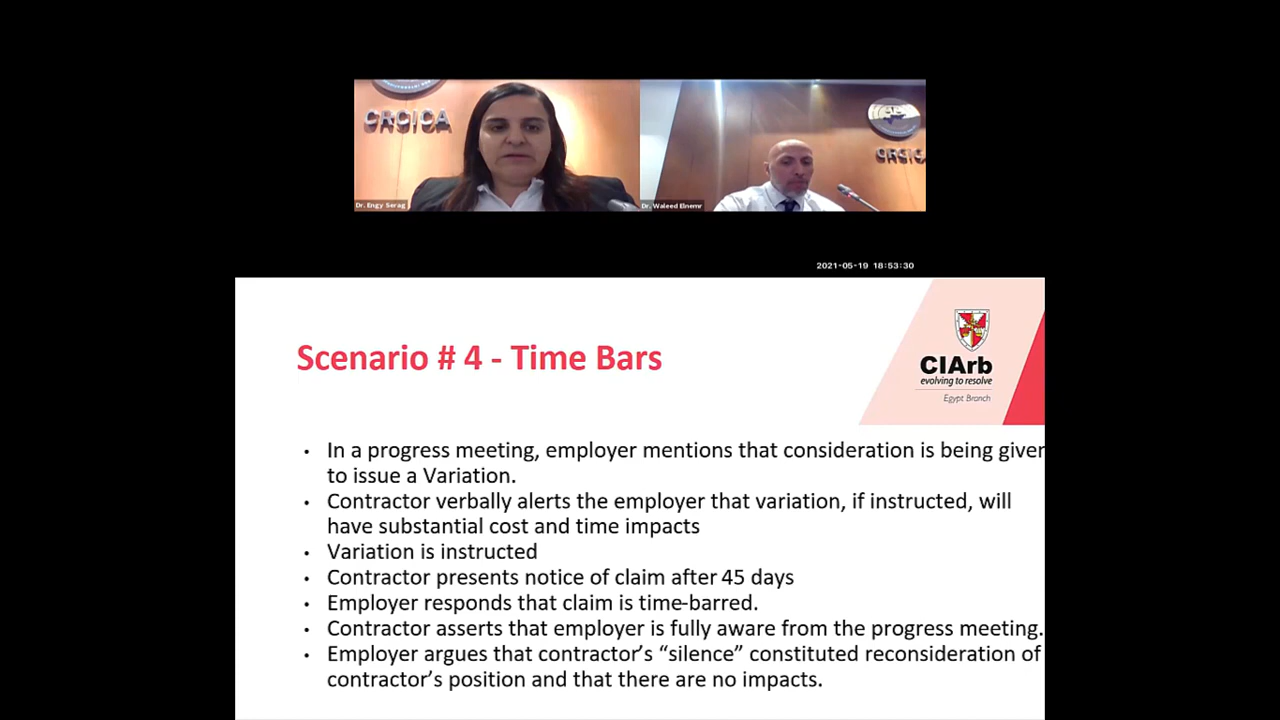 CRCICA
CRCICA
Dr. Engy Serag
Dr. Waleed Elnemr
2021-05-19 18:53:30
Scenario # 4 - Time Bars
CIArb
evolving to resolve
Egypt Branch
• In a progress meeting, employer mentions that consideration is being given
to issue a Variation.
• Contractor verbally alerts the employer that variation, if instructed, will
have substantial cost and time impacts
• Variation is instructed
• Contractor presents notice of claim after 45 days
• Employer responds that claim is time-barred.
• Contractor asserts that employer is fully aware from the progress meeting.
• Employer argues that contractor’s “silence” constituted reconsideration of
contractor’s position and that there are no impacts.